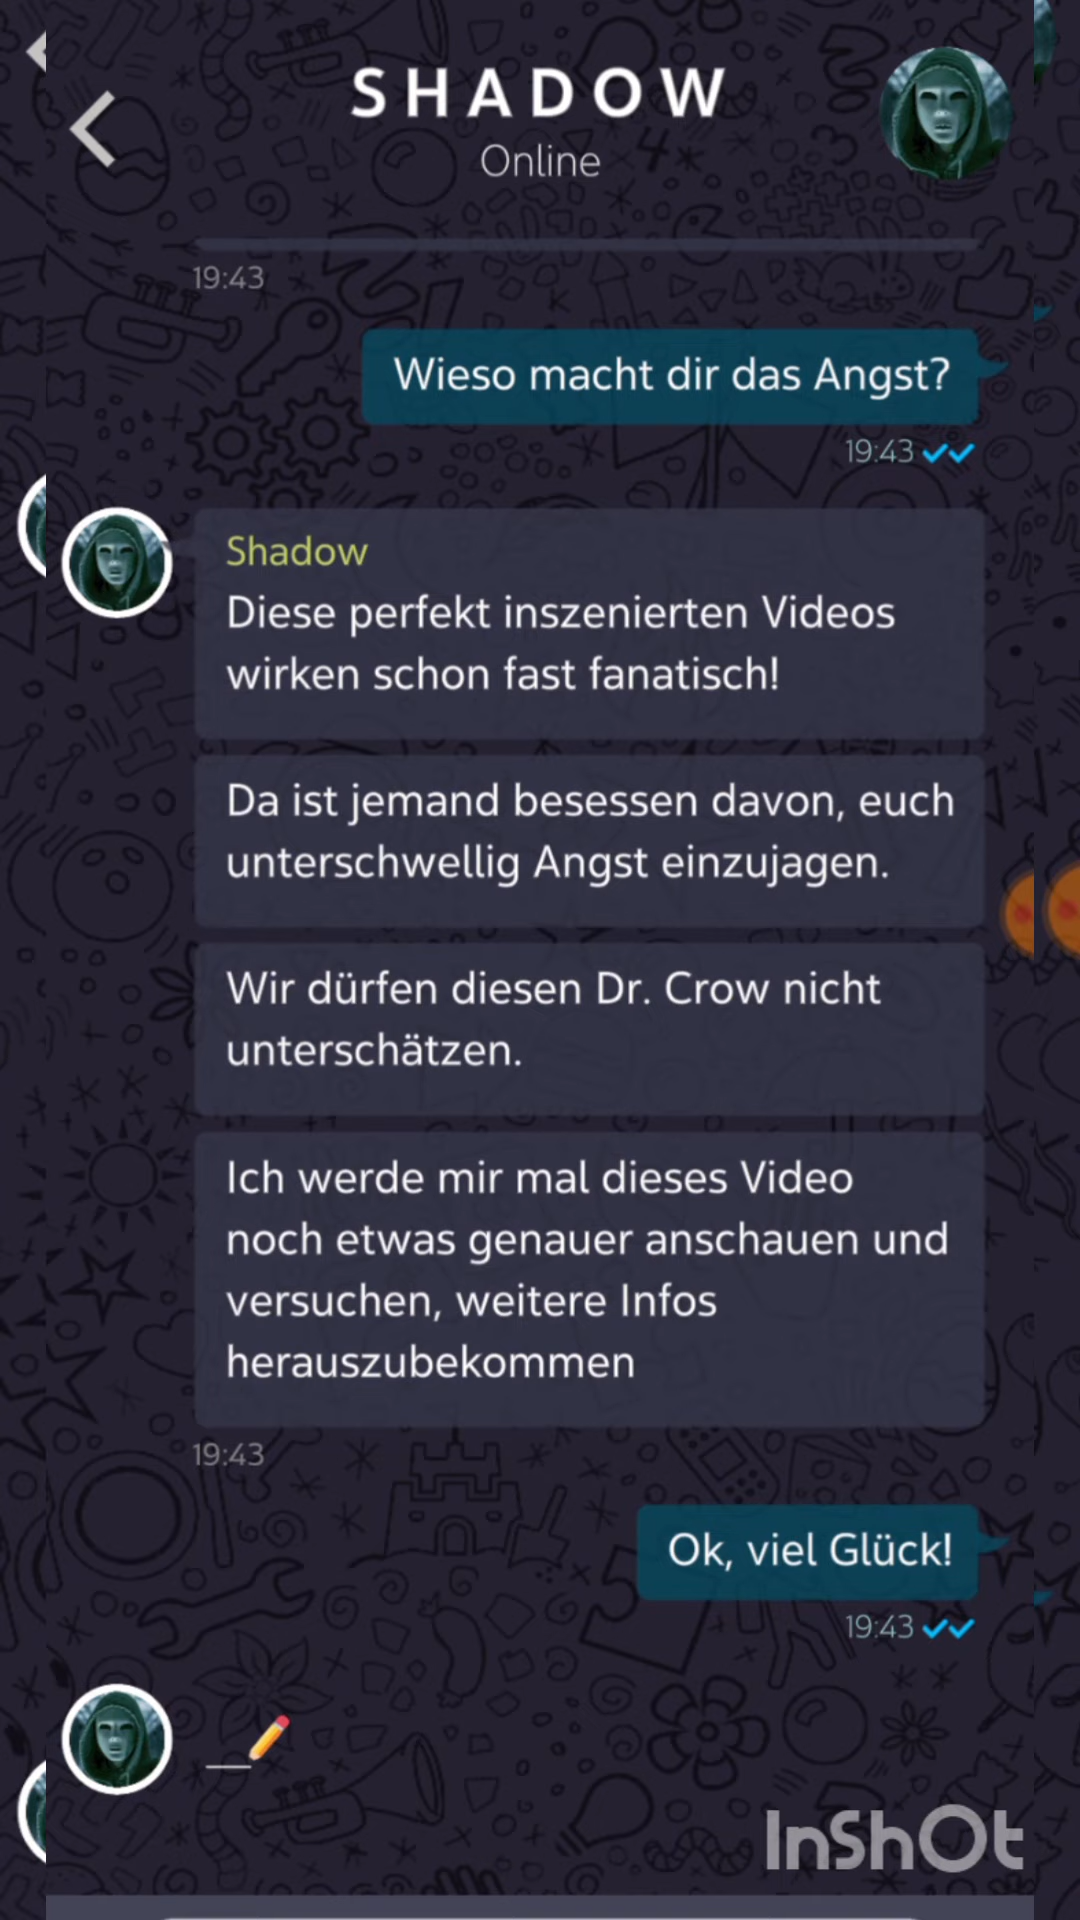 SHADOW
Online
19:43
Wieso macht dir das Angst?
19:43
Shadow
Diese perfekt inszenierten Videos
wirken schon fast fanatisch!
Da ist jemand besessen davon, euch
unterschwellig Angst einzujagen.
Wir dürfen diesen Dr. Crow nicht
unterschätzen.
Ich werde mir mal dieses Video
noch etwas genauer anschauen und
versuchen, weitere Infos
herauszubekommen
19:43
Ok, viel Glück!
19:43
InShOt